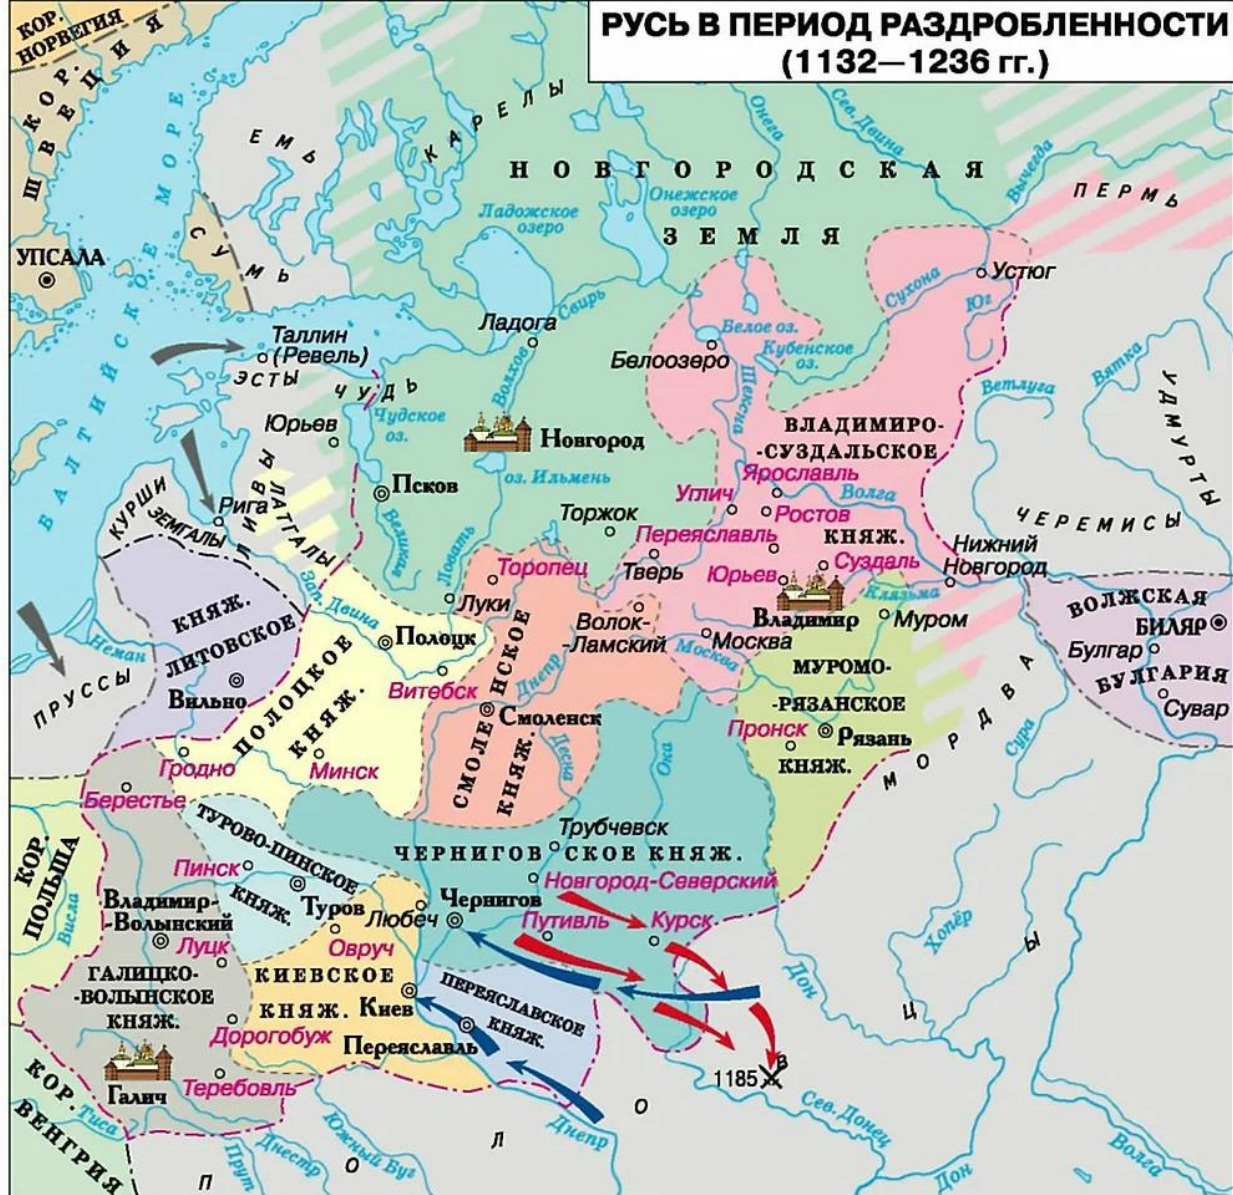 РУСЬ В ПЕРИОД РАЗДРОБЛЕННОСТИ
(1132—1236 гг.)
КОР.
НОРВЕГИЯ
КОР.
ШВЕЦИЯ
УПСАЛА
БАЛТИЙСКОЕ МОРЕ
ЕМЬ
СУМЬ
КАРЕЛЫ
НОВГОРОДСКАЯ
ЗЕМЛЯ
Онега
Сев. Двина
Вычегда
ПЕРМЬ
Ладожское
озеро
Онежское
озеро
Свирь
Сухона
Юг
Устюг
Таллин
(Ревель)
ЭСТЫ
ЧУДЬ
Ладога
Волхов
Белое оз.
Белоозеро
Кубенское
оз.
Шексна
Ветлуга
Вятка
УДМУРТЫ
Юрьев
Чудское
оз.
Новгород
оз. Ильмень
Псков
Великая
Ловать
ВЛАДИМИРО-
-СУЗДАЛЬСКОЕ
КНЯЖ.
Ярославль
Углич
Волга
Ростов
Переяславль
Суздаль
Юрьев
Владимир
Клязьма
Нижний
Новгород
ЧЕРЕМИСЫ
КУРШИ
ЗЕМГАЛЫ
ЛИВЫ
ЛАТГАЛЫ
Рига
Зап. Двина
Торжок
Торопец
Тверь
Луки
Волок-
-Ламский
Москва
Москва
Муром
ВОЛЖСКАЯ
БУЛГАРИЯ
БИЛЯР
Булгар
Сувар
КНЯЖ.
ЛИТОВСКОЕ
Неман
Вильно
ПРУССЫ
Полоцк
ПОЛОЦКОЕ
КНЯЖ.
Витебск
Гродно
Минск
СМОЛЕНСКОЕ
КНЯЖ.
Днепр
Смоленск
Десна
Ока
МУРОМО-
-РЯЗАНСКОЕ
КНЯЖ.
Пронск
Рязань
МОРДВА
Сура
Берестье
КОР.
ПОЛЬША
Висла
ТУРОВО-ПИНСКОЕ
КНЯЖ.
Пинск
Туров
Трубчевск
ЧЕРНИГОВСКОЕ КНЯЖ.
Новгород-Северский
Чернигов
Любеч
Путивль
Курск
Владимир-
-Волынский
Луцк
Овруч
ГАЛИЦКО-
-ВОЛЫНСКОЕ
КНЯЖ.
КИЕВСКОЕ
КНЯЖ.
Киев
ПЕРЕЯСЛАВСКОЕ
КНЯЖ.
Переяславль
Дорогобуж
Галич
Теребовль
Хопёр
Дон
1185
КОР.
ВЕНГРИЯ
Тиса
Прут
Днестр
Южный Буг
Днепр
Сев. Донец
Дон
Волга
ПОЛОВЦЫ